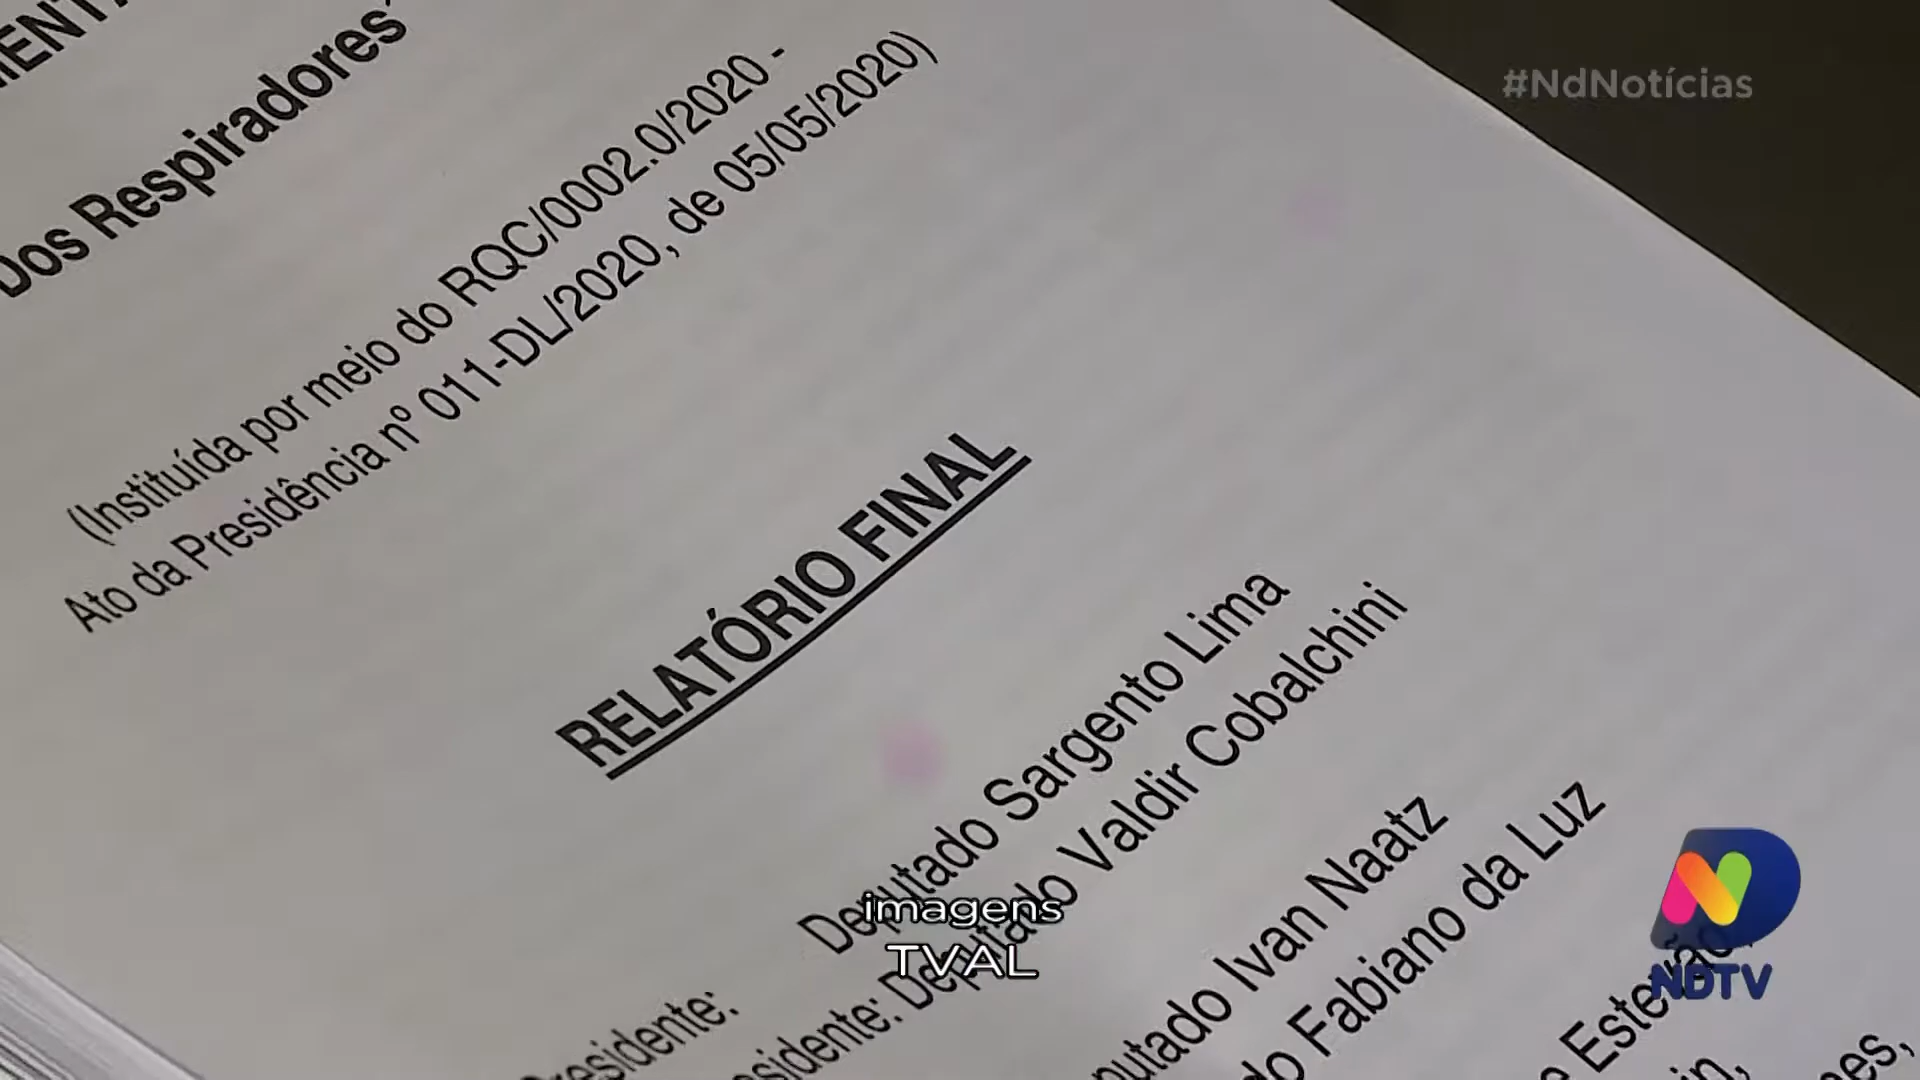 #NdNotícias
Dos Respiradores
(Instituída por meio do RQC/0002.0/2020 -
Ato da Presidência nº 011-DL/2020, de 05/05/2020)
RELATÓRIO FINAL
Deputado Sargento Lima
Deputado Valdir Cobalchini
Ivan Naatz
Fabiano da Luz
imagens
TVAL
NDTV